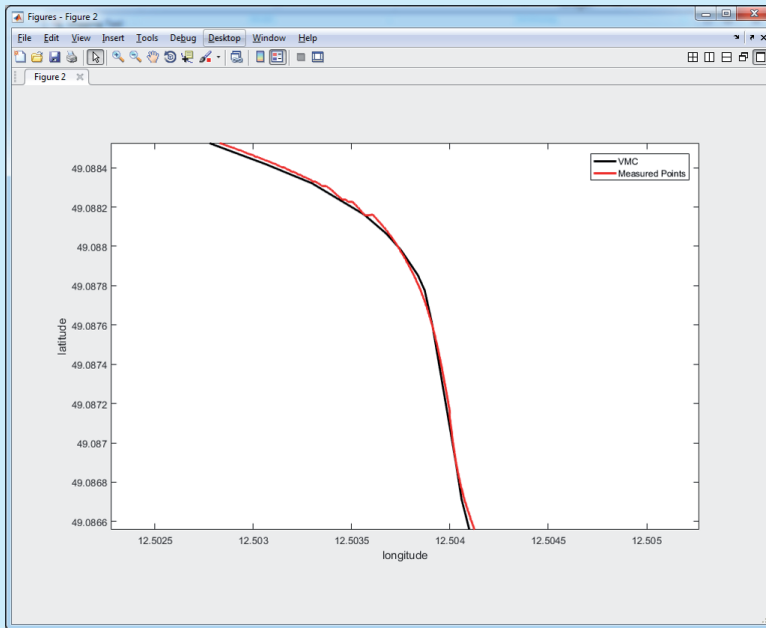 Figures - Figure 2
File Edit View Insert Tools Debug Desktop Window Help
Figure 2
VMC
Measured Points
49.0884
49.0882
49.088
49.0878
49.0876
49.0874
49.0872
49.087
49.0868
49.0866
latitude
12.5025 12.503 12.5035 12.504 12.5045 12.505
longitude